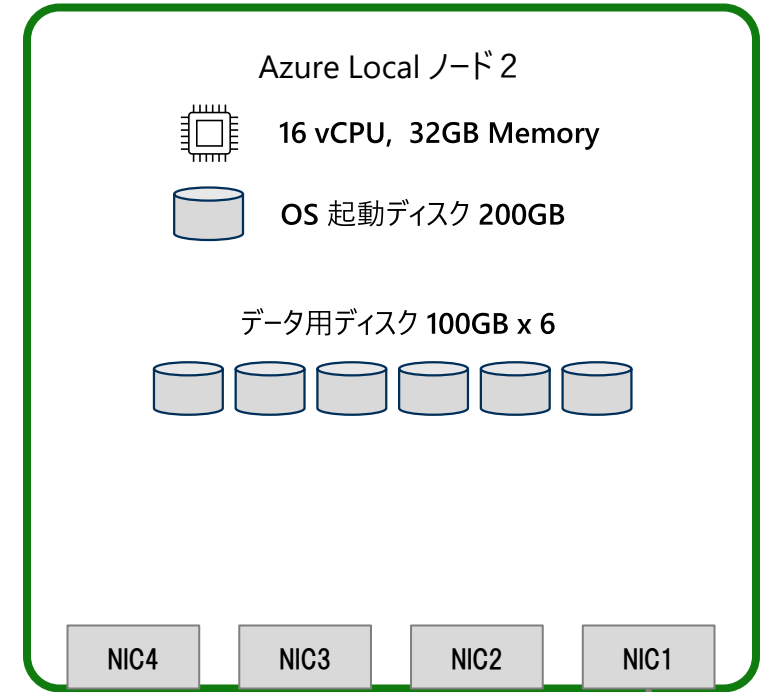 Azure Local ノード2
16 vCPU, 32GB Memory
OS 起動ディスク 200GB
データ用ディスク 100GB x 6
NIC4 NIC3 NIC2 NIC1